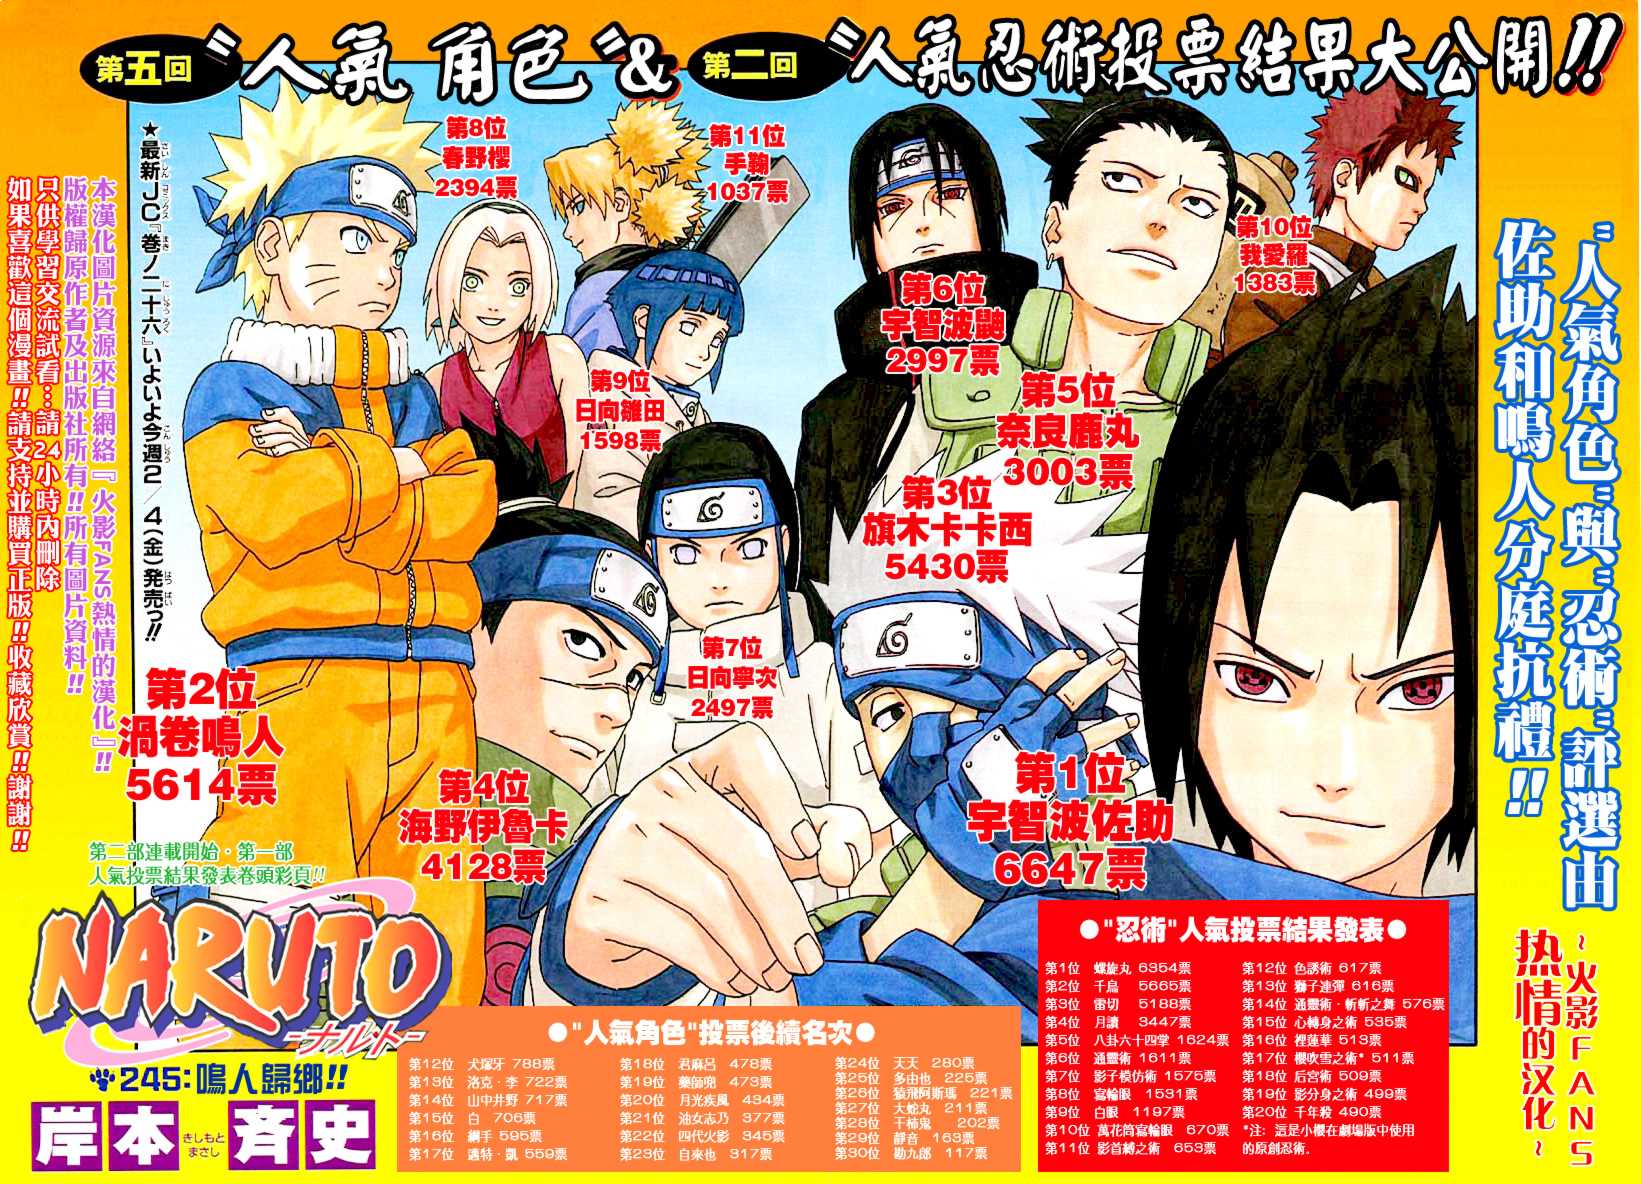 第五回 "人氣 角色"& 第二回 "人氣忍術投票結果大公開!!
"人氣角色"與"忍術"評選由
佐助和鳴人分庭抗禮!!
~火影FANS
热情的汉化~
★最新JC『巻ノ二十六』いよいよ今週2/4(金)発売っ!!
本漢化圖片資源來自網絡『火影FANS熱情的漢化』!!
版權歸原作者及出版社所有!!所有圖片資料!!
只供學習交流試看…請24小時內刪除
如果喜歡這個漫畫!!請支持並購買正版!!收藏欣賞!!謝謝!!
第8位
春野櫻
2394票
第11位
手鞠
1037票
第10位
我愛羅
1383票
第6位
宇智波鼬
2997票
第5位
奈良鹿丸
3003票
第9位
日向雛田
1598票
第3位
旗木卡卡西
5430票
第7位
日向寧次
2497票
第2位
渦卷鳴人
5614票
第4位
海野伊魯卡
4128票
第1位
宇智波佐助
6647票
第二部連載開始·第一部
人氣投票結果發表卷頭彩頁!!
NARUTO
-ナルト-
245:鳴人歸鄉!!
岸本斉史
きしもと
まさし
●"人氣角色"投票後續名次●
第12位 犬塚牙 788票
第13位 洛克·李 722票
第14位 山中井野 717票
第15位 白 706票
第16位 綱手 595票
第17位 邁特·凱 559票
第18位 君麻呂 478票
第19位 藥師兜 473票
第20位 月光疾風 434票
第21位 油女志乃 377票
第22位 四代火影 345票
第23位 自來也 317票
第24位 天天 280票
第25位 多由也 225票
第26位 猿飛阿斯瑪 221票
第27位 大蛇丸 211票
第28位 干柿鬼 202票
第29位 靜音 163票
第30位 勘九郎 117票
●"忍術"人氣投票結果發表●
第1位 螺旋丸 6354票
第2位 千鳥 5665票
第3位 雷切 5188票
第4位 月讀 3447票
第5位 八卦六十四掌 1624票
第6位 通靈術 1611票
第7位 影子模仿術 1575票
第8位 寫輪眼 1531票
第9位 白眼 1197票
第10位 萬花筒寫輪眼 670票
第11位 影首縛之術 653票
第12位 色誘術 617票
第13位 獅子連彈 616票
第14位 通靈術·斬斬之舞 576票
第15位 心轉身之術 535票
第16位 裡蓮華 513票
第17位 櫻吹雪之術* 511票
第18位 后宮術 509票
第19位 影分身之術 499票
第20位 千年殺 490票
*注: 這是小櫻在劇場版中使用
的原創忍術.